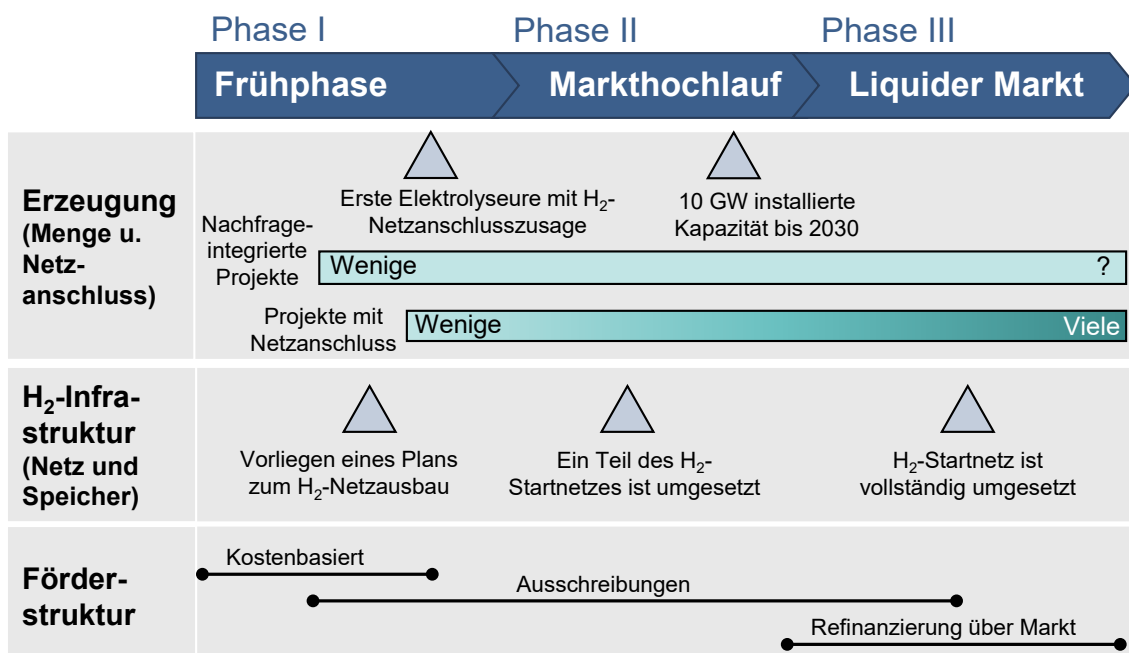 Phase I
Phase II
Phase III
Frühphase
Markthochlauf
Liquider Markt
Erzeugung
(Menge u.
Netz-
anschluss)
Erste Elektrolyseure mit H₂-
Netzanschlusszusage
10 GW installierte
Kapazität bis 2030
Nachfrage-
integrierte
Projekte
Wenige
?
Projekte mit
Netzanschluss
Wenige
Viele
H₂-Infra-
struktur
(Netz und
Speicher)
Vorliegen eines Plans
zum H₂-Netzausbau
Ein Teil des H₂-
Startnetzes ist umgesetzt
H₂-Startnetz ist
vollständig umgesetzt
Förder-
struktur
Kostenbasiert
Ausschreibungen
Refinanzierung über Markt